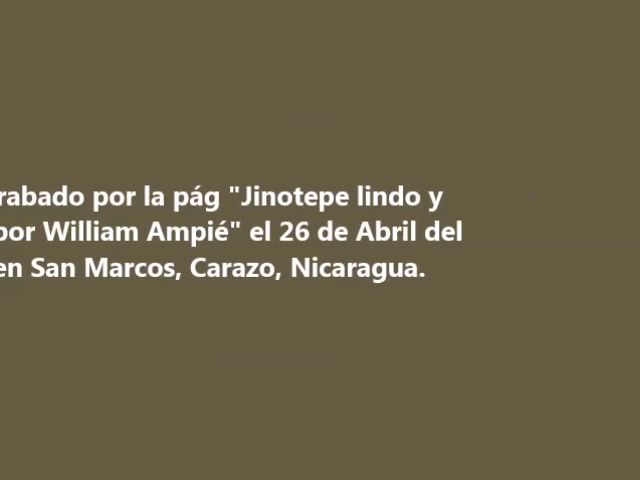 rabado por la pág "Jinotepe lindo y
por William Ampié" el 26 de Abril del
en San Marcos, Carazo, Nicaragua.